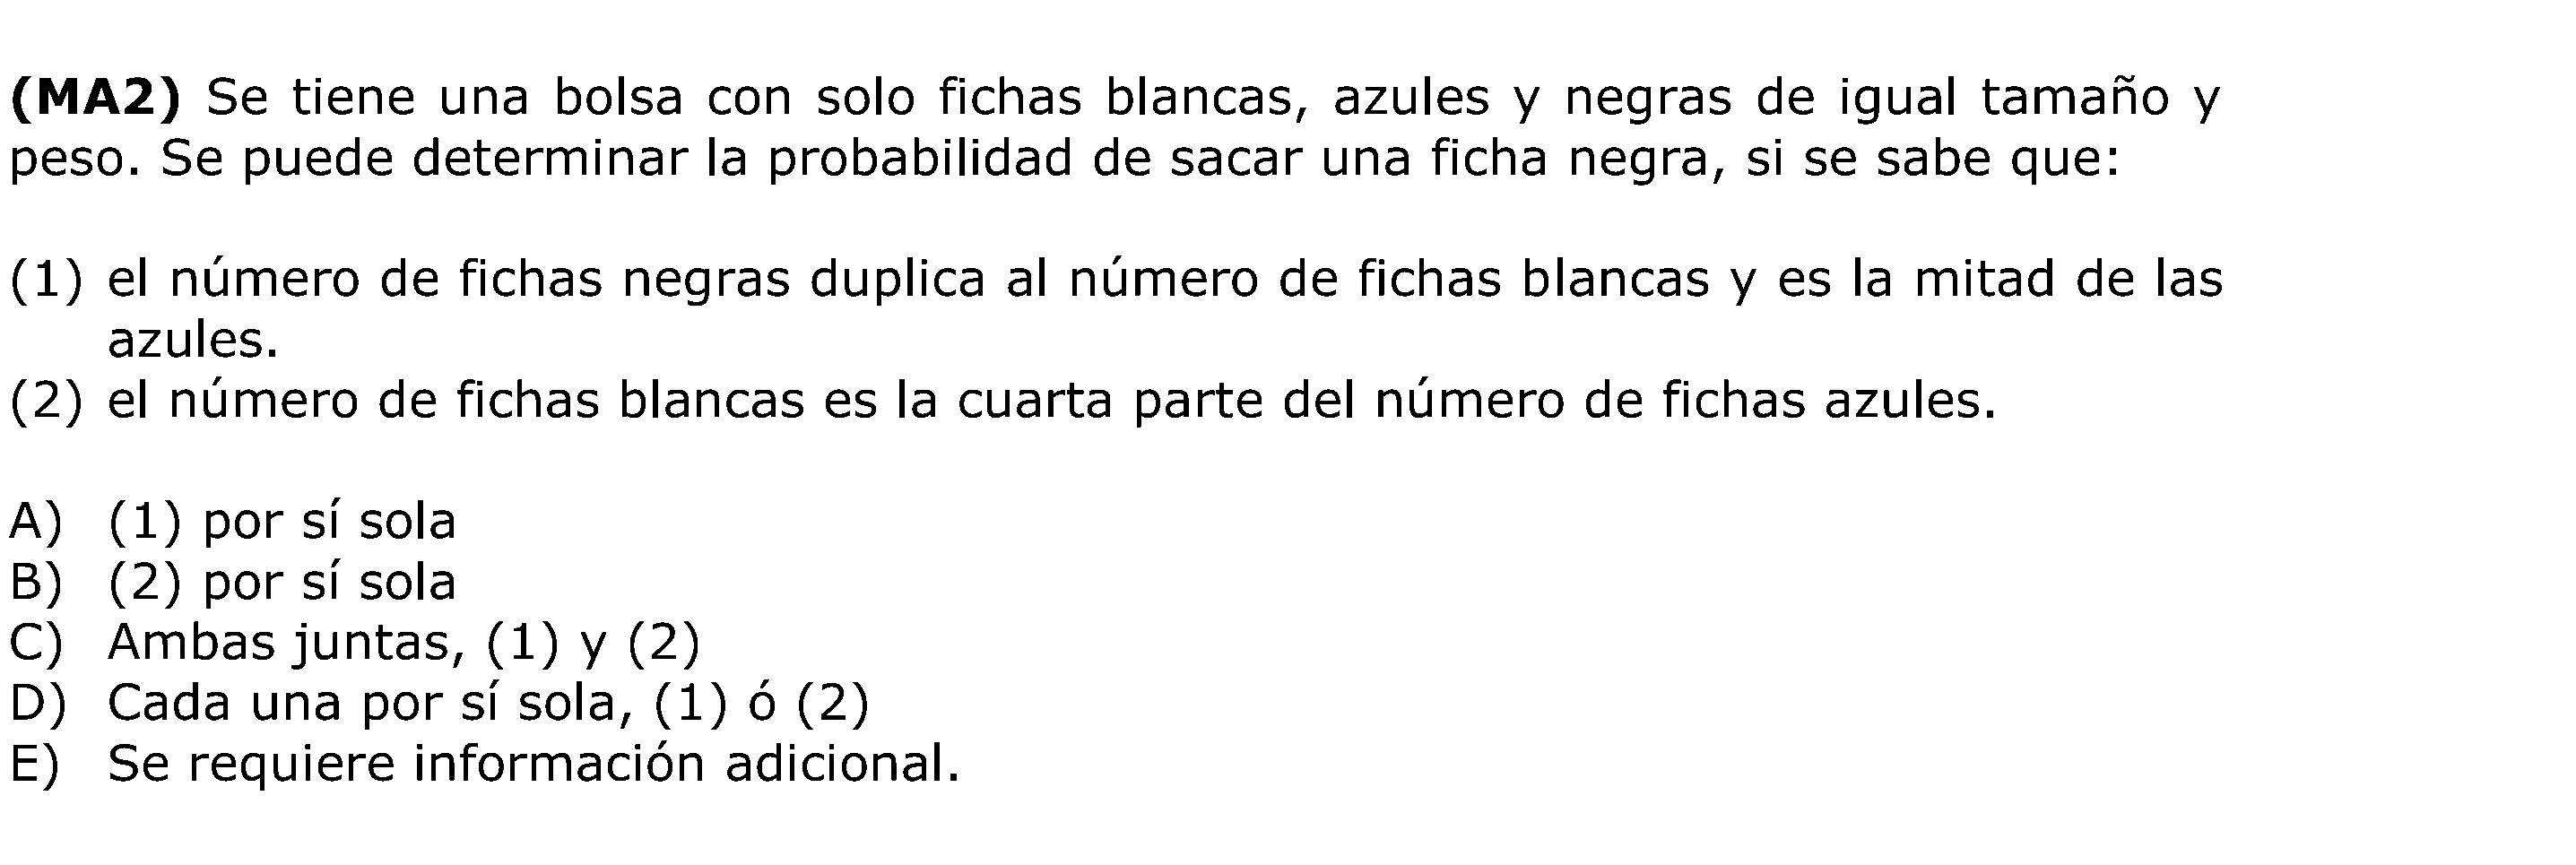 (MA2) Se tiene una bolsa con solo fichas blancas, azules y negras de igual tamaño y
peso. Se puede determinar la probabilidad de sacar una ficha negra, si se sabe que:
(1) el número de fichas negras duplica al número de fichas blancas y es la mitad de las
azules.
(2) el número de fichas blancas es la cuarta parte del número de fichas azules.
A) (1) por sí sola
B) (2) por sí sola
C) Ambas juntas, (1) y (2)
D) Cada una por sí sola, (1) ó (2)
E) Se requiere información adicional.